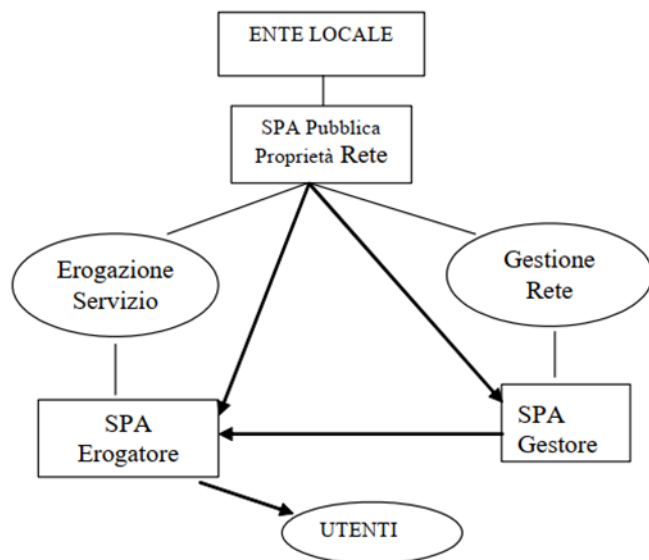 ENTE LOCALE
SPA Pubblica
Proprietà Rete
Erogazione
Servizio
Gestione
Rete
SPA
Erogatore
SPA
Gestore
UTENTI